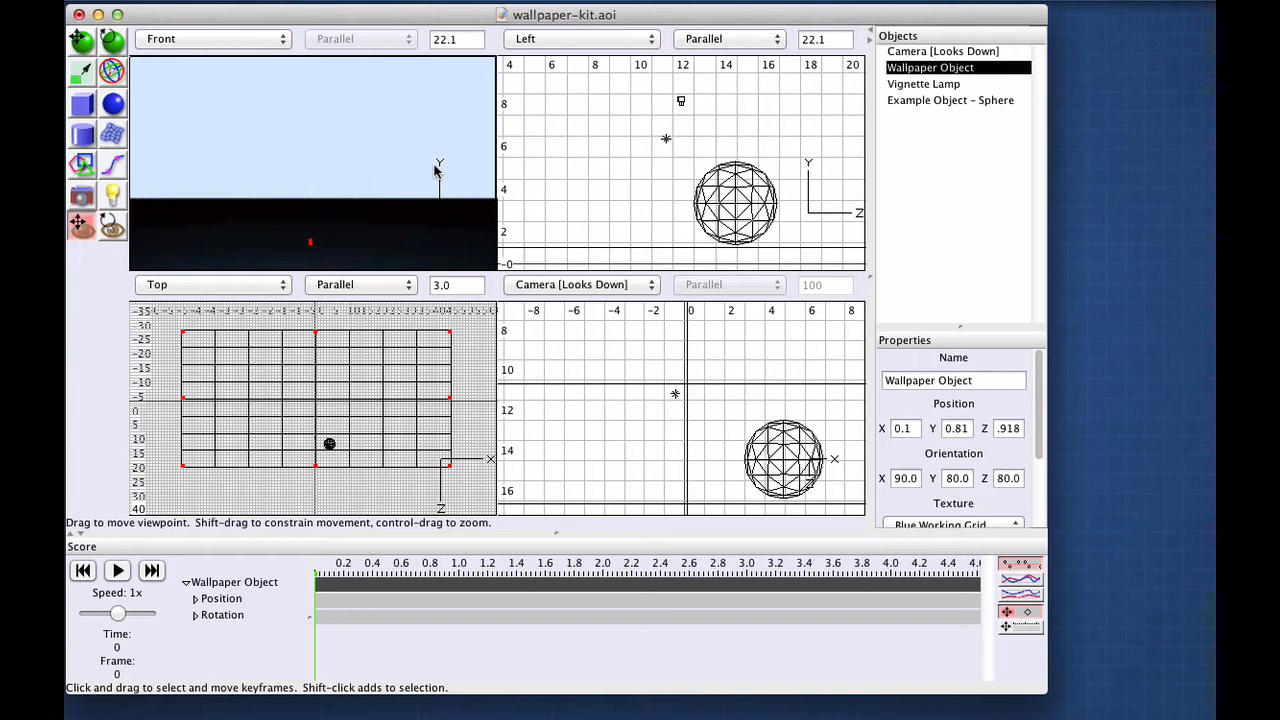 wallpaper-kit.aoi
Front Parallel 22.1 Left Parallel 22.1
Objects
Camera [Looks Down]
Wallpaper Object
Vignette Lamp
Example Object - Sphere
4 6 8 10 12 14 16 18 20
8
6
4
2
-0
Y
Y
Z
Top Parallel 3.0 Camera [Looks Down] Parallel 100
-35
30
-25
-20
-15
-10
-5
0
5
10
15
20
25
30
35
40
X
Z
-8 -6 -4 -2 0 2 4 6 8
8
10
12
14
16
X
Properties
Name
Wallpaper Object
Position
X 0.1 Y 0.81 Z .918
Orientation
X 90.0 Y 80.0 Z 80.0
Texture
Blue Working Grid
Drag to move viewpoint. Shift-drag to constrain movement, control-drag to zoom.
Score
Speed: 1x
Time:
0
Frame:
0
Wallpaper Object
Position
Rotation
0.2 0.4 0.6 0.8 1.0 1.2 1.4 1.6 1.8 2.0 2.2 2.4 2.6 2.8 3.0 3.2 3.4 3.6 3.8 4.0 4.2 4.4 4.6
Click and drag to select and move keyframes. Shift-click adds to selection.